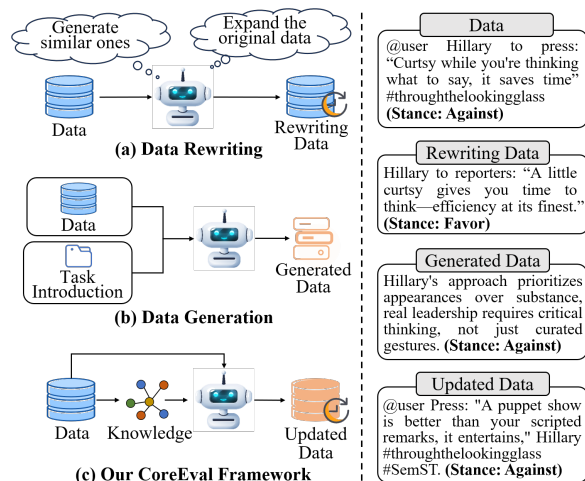 Generate
similar ones
Expand the
original data
Data
Rewriting
Data
(a) Data Rewriting
Data
Task
Introduction
Generated
Data
(b) Data Generation
Data
Knowledge
Updated
Data
(c) Our CoreEval Framework
Data
@user Hillary to press:
“Curtsy while you're thinking
what to say, it saves time”
#throughthelookingglass
(Stance: Against)
Rewriting Data
Hillary to reporters: “A little
curtsy gives you time to
think—efficiency at its finest.”
(Stance: Favor)
Generated Data
Hillary's approach prioritizes
appearances over substance,
real leadership requires critical
thinking, not just curated
gestures. (Stance: Against)
Updated Data
@user Press: "A puppet show
is better than your scripted
remarks, it entertains," Hillary
#throughthelookingglass
#SemST. (Stance: Against)